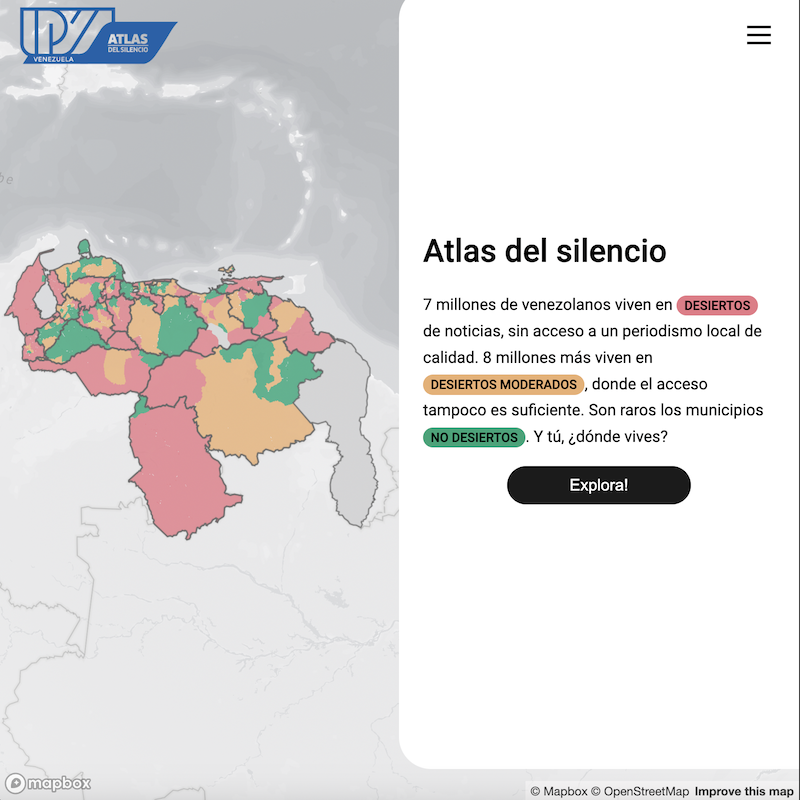 IPYS
VENEZUELA
ATLAS
DEL SILENCIO
Atlas del silencio
7 millones de venezolanos viven en DESIERTOS
de noticias, sin acceso a un periodismo local de
calidad. 8 millones más viven en
DESIERTOS MODERADOS, donde el acceso
tampoco es suficiente. Son raros los municipios
NO DESIERTOS. Y tú, ¿dónde vives?
Explora!
mapbox
© Mapbox © OpenStreetMap Improve this map